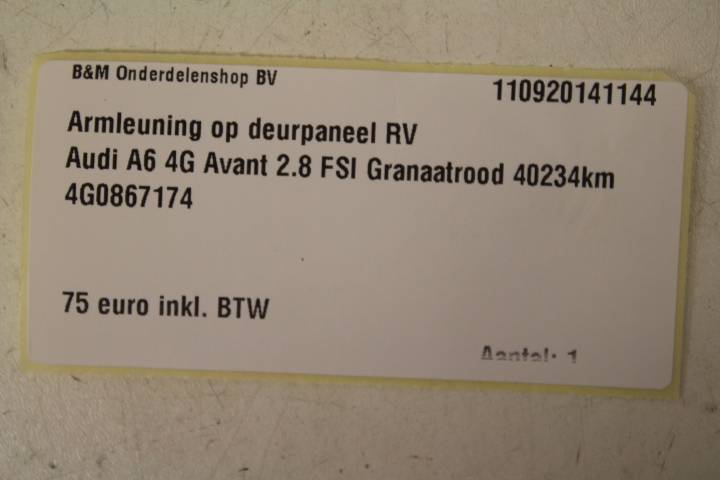 B&M Onderdelenshop BV
110920141144
Armleuning op deurpaneel RV
Audi A6 4G Avant 2.8 FSI Granaatrood 40234km
4G0867174
75 euro inkl. BTW
Aantal: 1